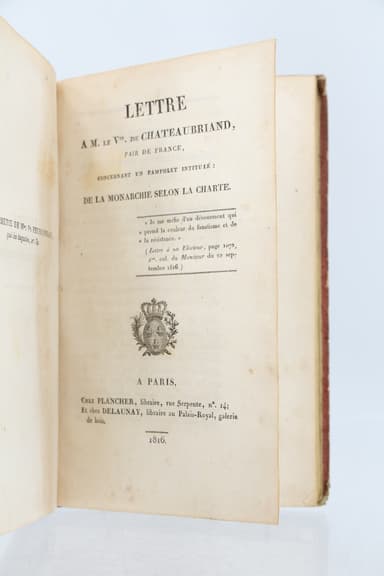 LETTRE
A M. LE Vte. DE CHATEAUBRIAND,
PAIR DE FRANCE,
CONCERNANT UN PAMPHLET INTITULÉ :
DE LA MONARCHIE SELON LA CHARTE.
« Je me méfie d'un dévouement qui
« prend la couleur du fanatisme et de
« la résistance. »
(Lettre à un Electeur, page 1072,
1re. col. du Moniteur du 22 sep-
tembre 1816.)
A PARIS,
Chez PLANCHER, libraire, rue Serpente, n°. 14;
Et chez DELAUNAY, libraire au Palais-Royal, galerie
de bois.
1816.